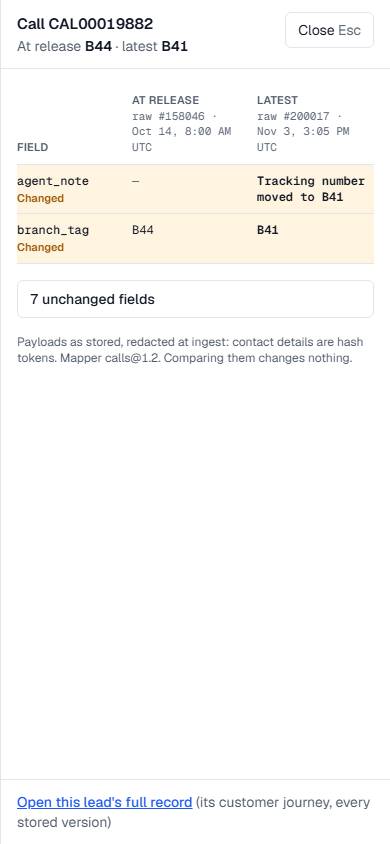 Call CAL00019882
Close Esc
At release B44 · latest B41
FIELD
AT RELEASE
raw #158046 ·
Oct 14, 8:00 AM
UTC
LATEST
raw #200017 ·
Nov 3, 3:05 PM
UTC
agent_note
Changed
—
Tracking number
moved to B41
branch_tag
Changed
B44
B41
7 unchanged fields
Payloads as stored, redacted at ingest: contact details are hash
tokens. Mapper calls@1.2. Comparing them changes nothing.
Open this lead's full record (its customer journey, every
stored version)